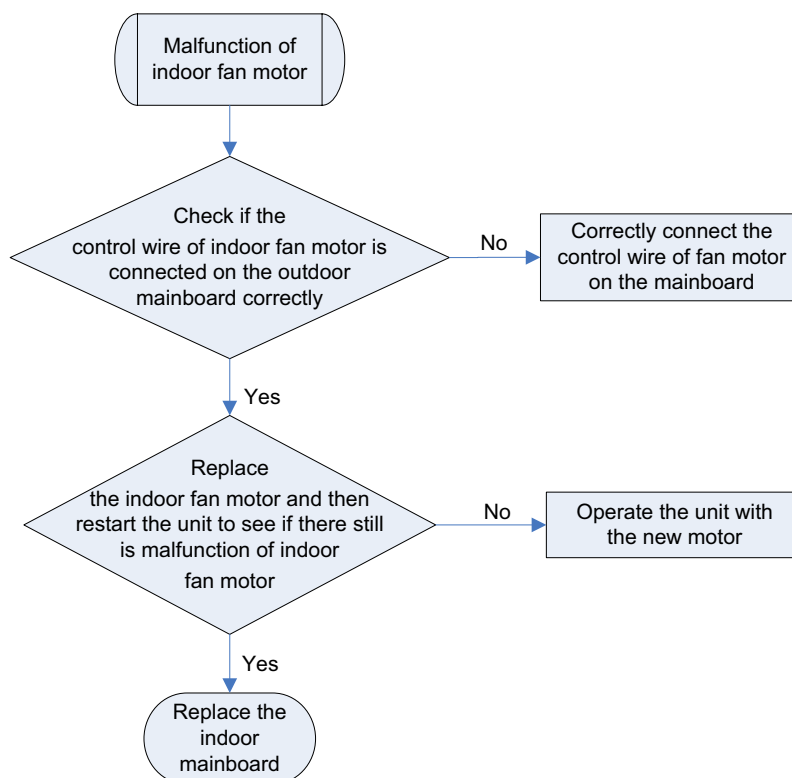 Malfunction of
indoor fan motor
Check if the
control wire of indoor fan motor is
connected on the outdoor
mainboard correctly
No
Correctly connect the
control wire of fan motor
on the mainboard
Yes
Replace
the indoor fan motor and then
restart the unit to see if there still
is malfunction of indoor
fan motor
No
Operate the unit with
the new motor
Yes
Replace the
indoor
mainboard